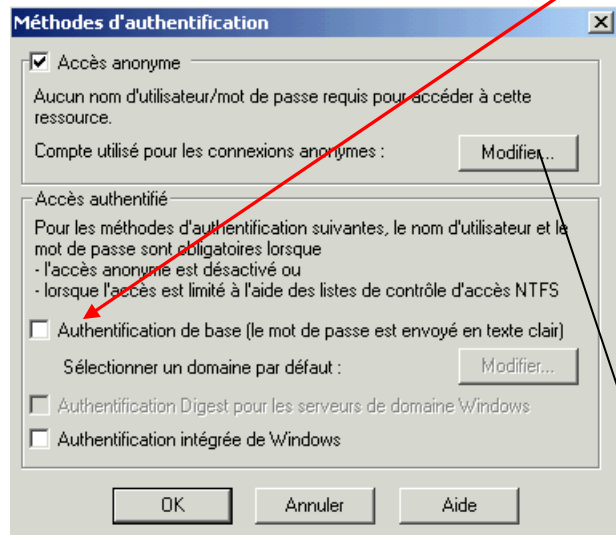 Méthodes d'authentification
Accès anonyme
Aucun nom d'utilisateur/mot de passe requis pour accéder à cette
ressource.
Compte utilisé pour les connexions anonymes :
Modifier...
Accès authentifié
Pour les méthodes d'authentification suivantes, le nom d'utilisateur et le
mot de passe sont obligatoires lorsque
- l'accès anonyme est désactivé ou
- lorsque l'accès est limité à l'aide des listes de contrôle d'accès NTFS
Authentification de base (le mot de passe est envoyé en texte clair)
Sélectionner un domaine par défaut :
Modifier...
Authentification Digest pour les serveurs de domaine Windows
Authentification intégrée de Windows
OK
Annuler
Aide